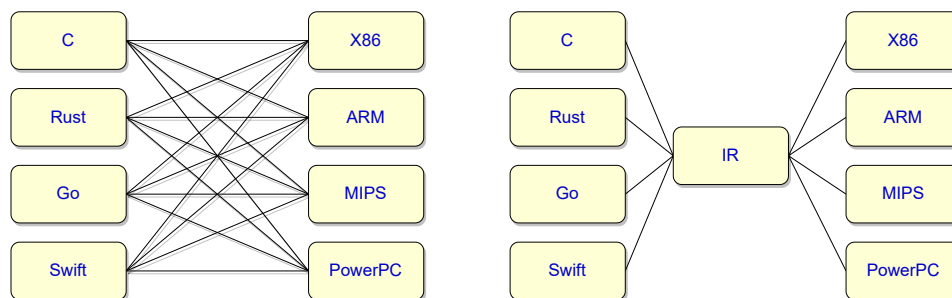 C
X86
Rust
ARM
Go
MIPS
Swift
PowerPC
C
X86
Rust
ARM
IR
Go
MIPS
Swift
PowerPC